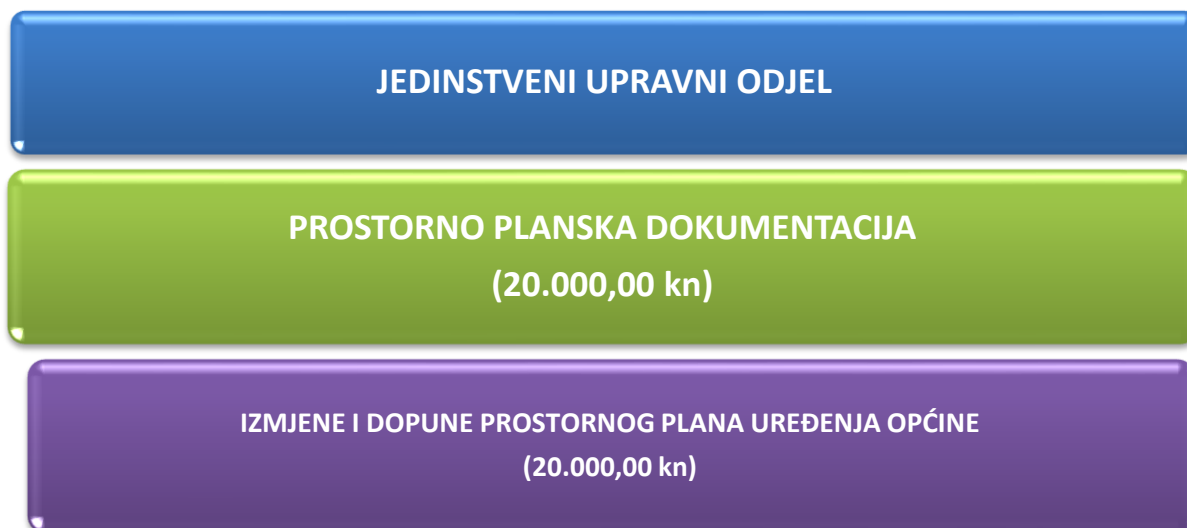 JEDINSTVENI UPRAVNI ODJEL
PROSTORNO PLANSKA DOKUMENTACIJA
(20.000,00 kn)
IZMJENE I DOPUNE PROSTORNOG PLANA UREĐENJA OPĆINE
(20.000,00 kn)